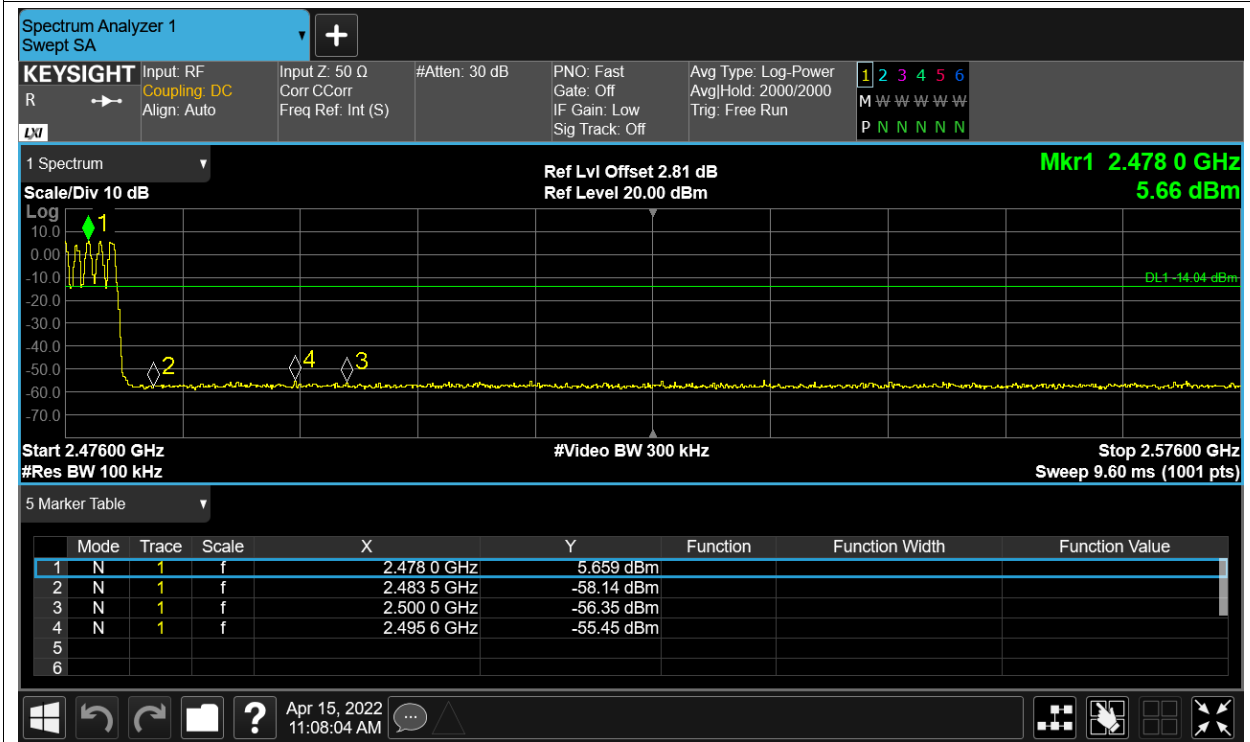 Spectrum Analyzer 1
Swept SA
+
KEYSIGHT Input: RF Input Z: 50 Ω #Atten: 30 dB PNO: Fast Avg Type: Log-Power 1 2 3 4 5 6
R Coupling: DC Corr CCorr Gate: Off Avg|Hold: 2000/2000 M W W W W W W
Align: Auto Freq Ref: Int (S) IF Gain: Low Trig: Free Run
LXI Sig Track: Off P N N N N N N
1 Spectrum Ref Lvl Offset 2.81 dB Mkr1 2.478 0 GHz
Scale/Div 10 dB Ref Level 20.00 dBm 5.66 dBm
Log
1
10.0
0.00
-10.0 DL1 -14.04 dBm
-20.0
-30.0
-40.0
2 4 3
-50.0
-60.0
-70.0
Start 2.47600 GHz #Video BW 300 kHz Stop 2.57600 GHz
#Res BW 100 kHz Sweep 9.60 ms (1001 pts)
5 Marker Table
Mode Trace Scale X Y Function Function Width Function Value
1 N 1 f 2.478 0 GHz 5.659 dBm
2 N 1 f 2.483 5 GHz -58.14 dBm
3 N 1 f 2.500 0 GHz -56.35 dBm
4 N 1 f 2.495 6 GHz -55.45 dBm
5
6
? Apr 15, 2022
11:08:04 AM